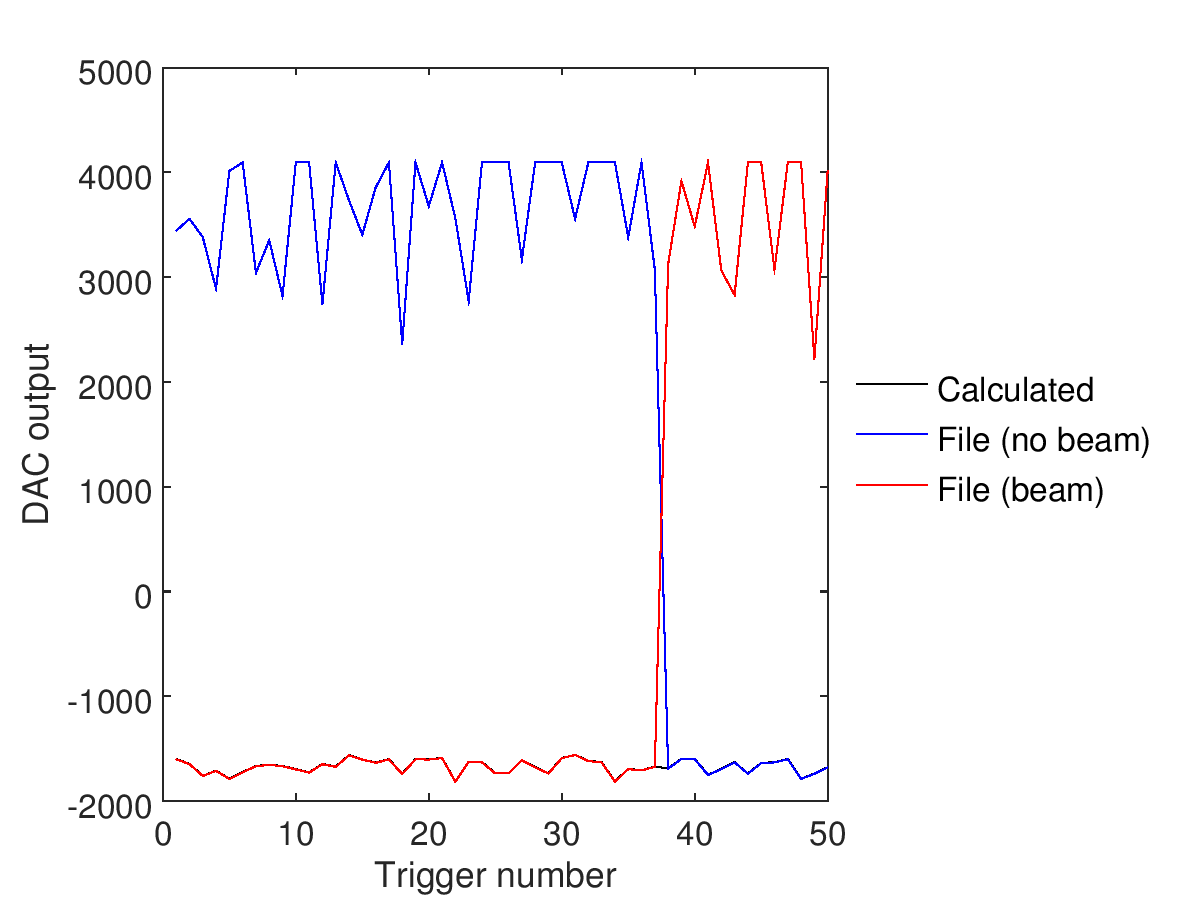 5000
4000
3000
2000
1000
0
-1000
-2000
DAC output
0 10 20 30 40 50
Trigger number
Calculated
File (no beam)
File (beam)